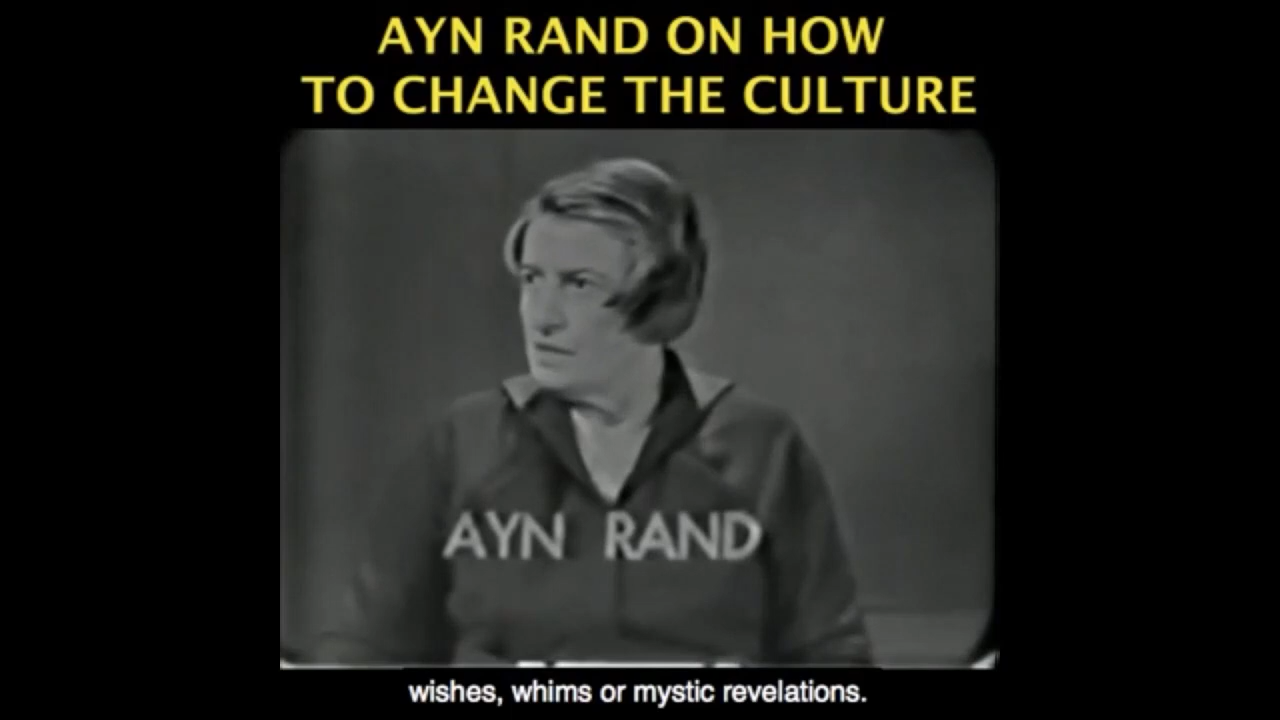 AYN RAND ON HOW
TO CHANGE THE CULTURE
AYN RAND
wishes, whims or mystic revelations.